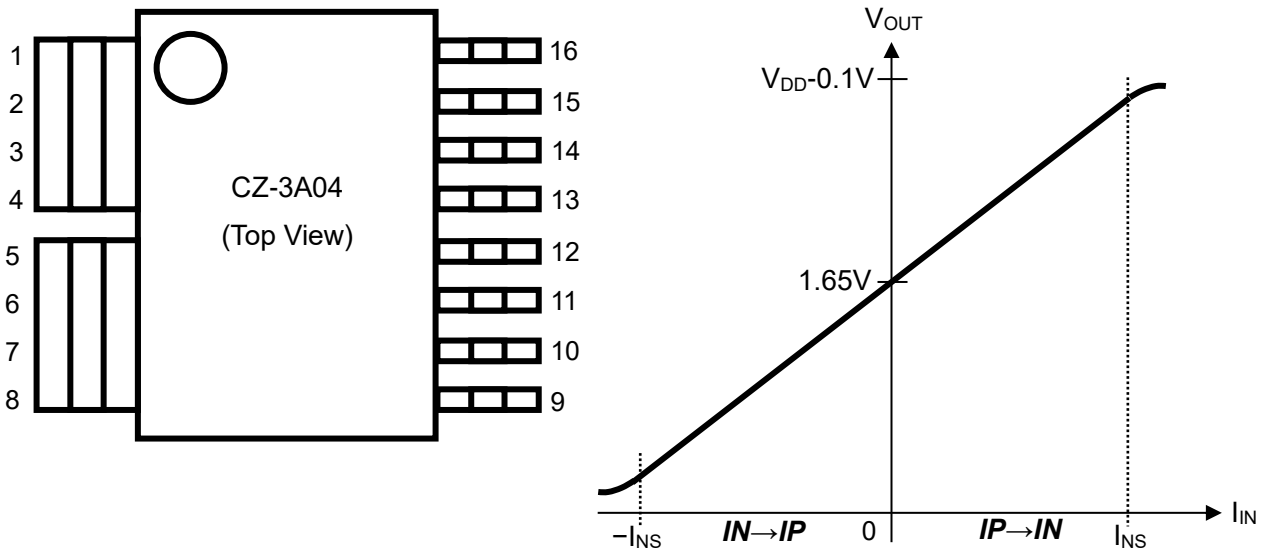 1
2
3
4
5
6
7
8
CZ-3A04
(Top View)
16
15
14
13
12
11
10
9
VOUT
VDD-0.1V
1.65V
−INS
IN→IP
0
IP→IN
INS
IIN